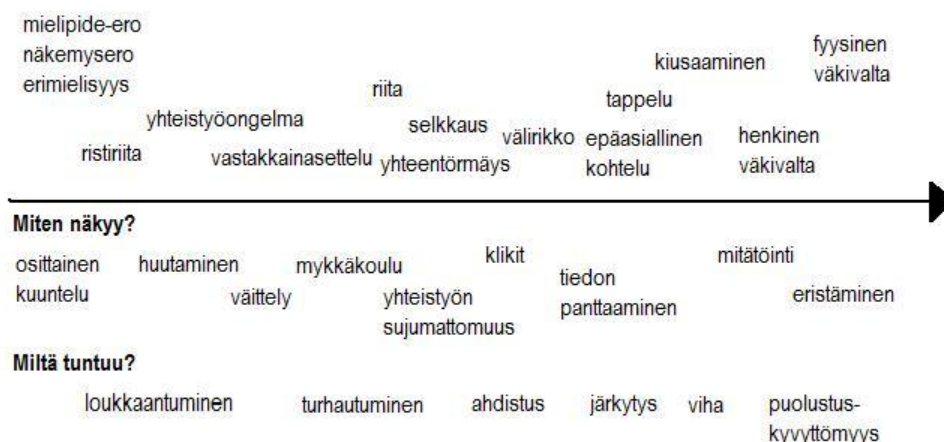 mielipide-ero
näkemysero
erimielisyys
fyysinen
väkivalta
kiusaaminen
riita
tappelu
yhteistyöongelma
selkkaus
välirikko
epäasiallinen
kohtelu
henkinen
väkivalta
ristiriita
vastakkainasettelu
yhteentörmäys
Miten näkyy?
osittainen
kuuntelu
huutaminen
väittely
mykkäkoulu
yhteistyön
sujumattomuus
klikit
tiedon
panttaaminen
mitätöinti
eristäminen
Miltä tuntuu?
loukkaantuminen
turhautuminen
ahdistus
järkytys
viha
puolustus-
kyvyttömyys